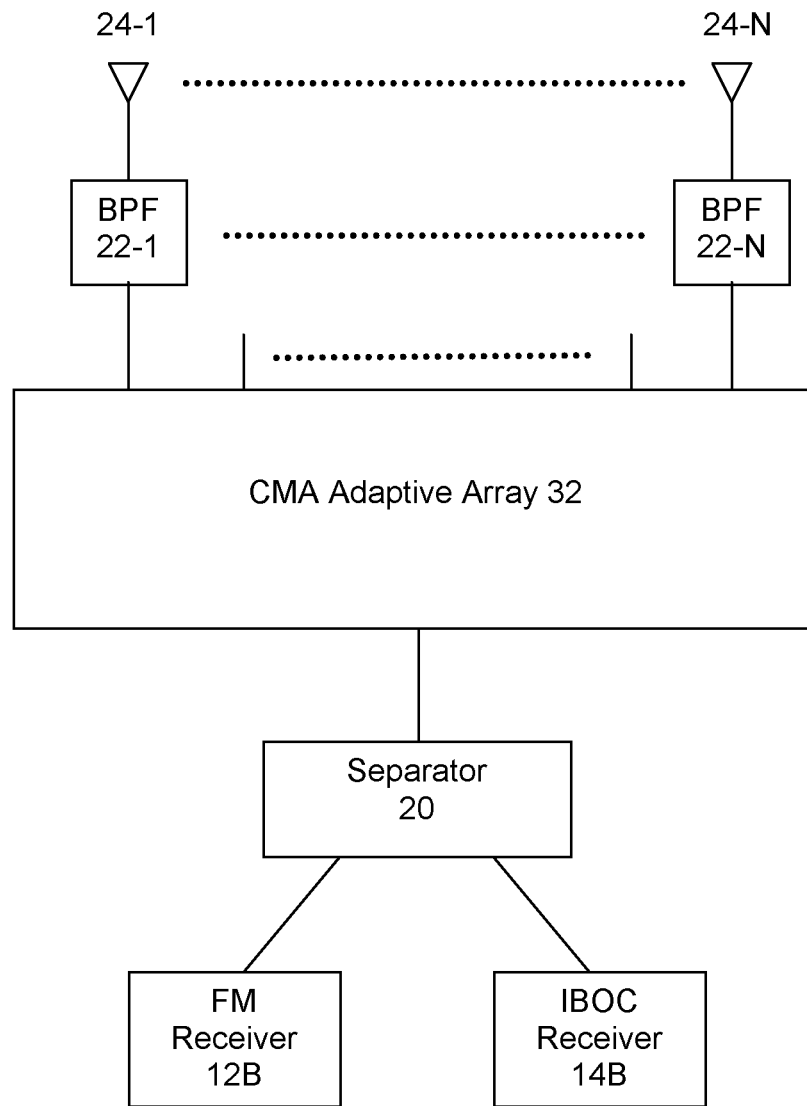 24-1
24-N
BPF
22-1
BPF
22-N
CMA Adaptive Array 32
Separator
20
FM
Receiver
12B
IBOC
Receiver
14B